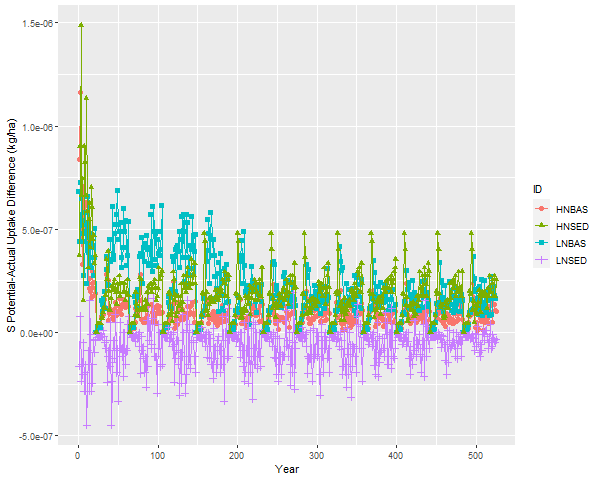 S Potential-Actual Uptake Difference (kg/ha)
1.5e-06
1.0e-06
5.0e-07
0.0e+00
-5.0e-07
0 100 200 300 400 500
Year
ID
HNBAS
HNSED
LNBAS
LNSED